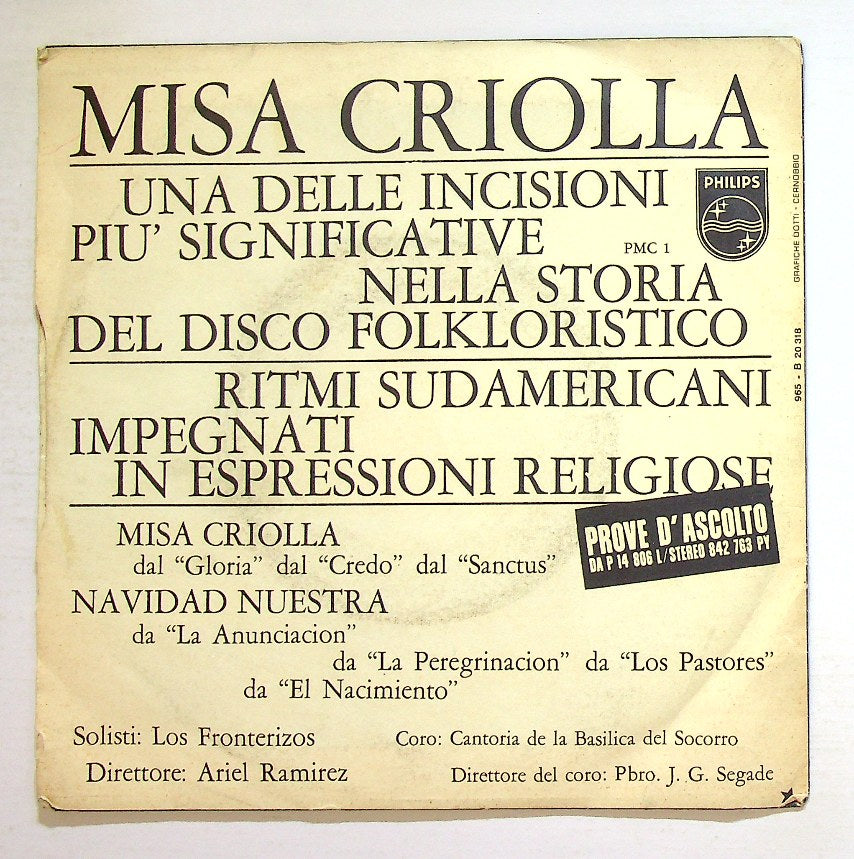 MISA CRIOLLA
UNA DELLE INCISIONI
PIU' SIGNIFICATIVE
PMC 1
NELLA STORIA
DEL DISCO FOLKLORISTICO
PHILIPS
GRAFICHE DOTTI - CERNOBBIO
965 - B 20 318
RITMI SUDAMERICANI
IMPEGNATI
IN ESPRESSIONI RELIGIOSE
PROVE D'ASCOLTO
DA P 14 806 L/STEREO 842 763 PY
MISA CRIOLLA
dal “Gloria” dal “Credo” dal “Sanctus”
NAVIDAD NUESTRA
da “La Anunciacion”
da “La Peregrinacion” da “Los Pastores”
da “El Nacimiento”
Solisti: Los Fronterizos
Coro: Cantoria de la Basilica del Socorro
Direttore: Ariel Ramirez
Direttore del coro: Pbro. J. G. Segade